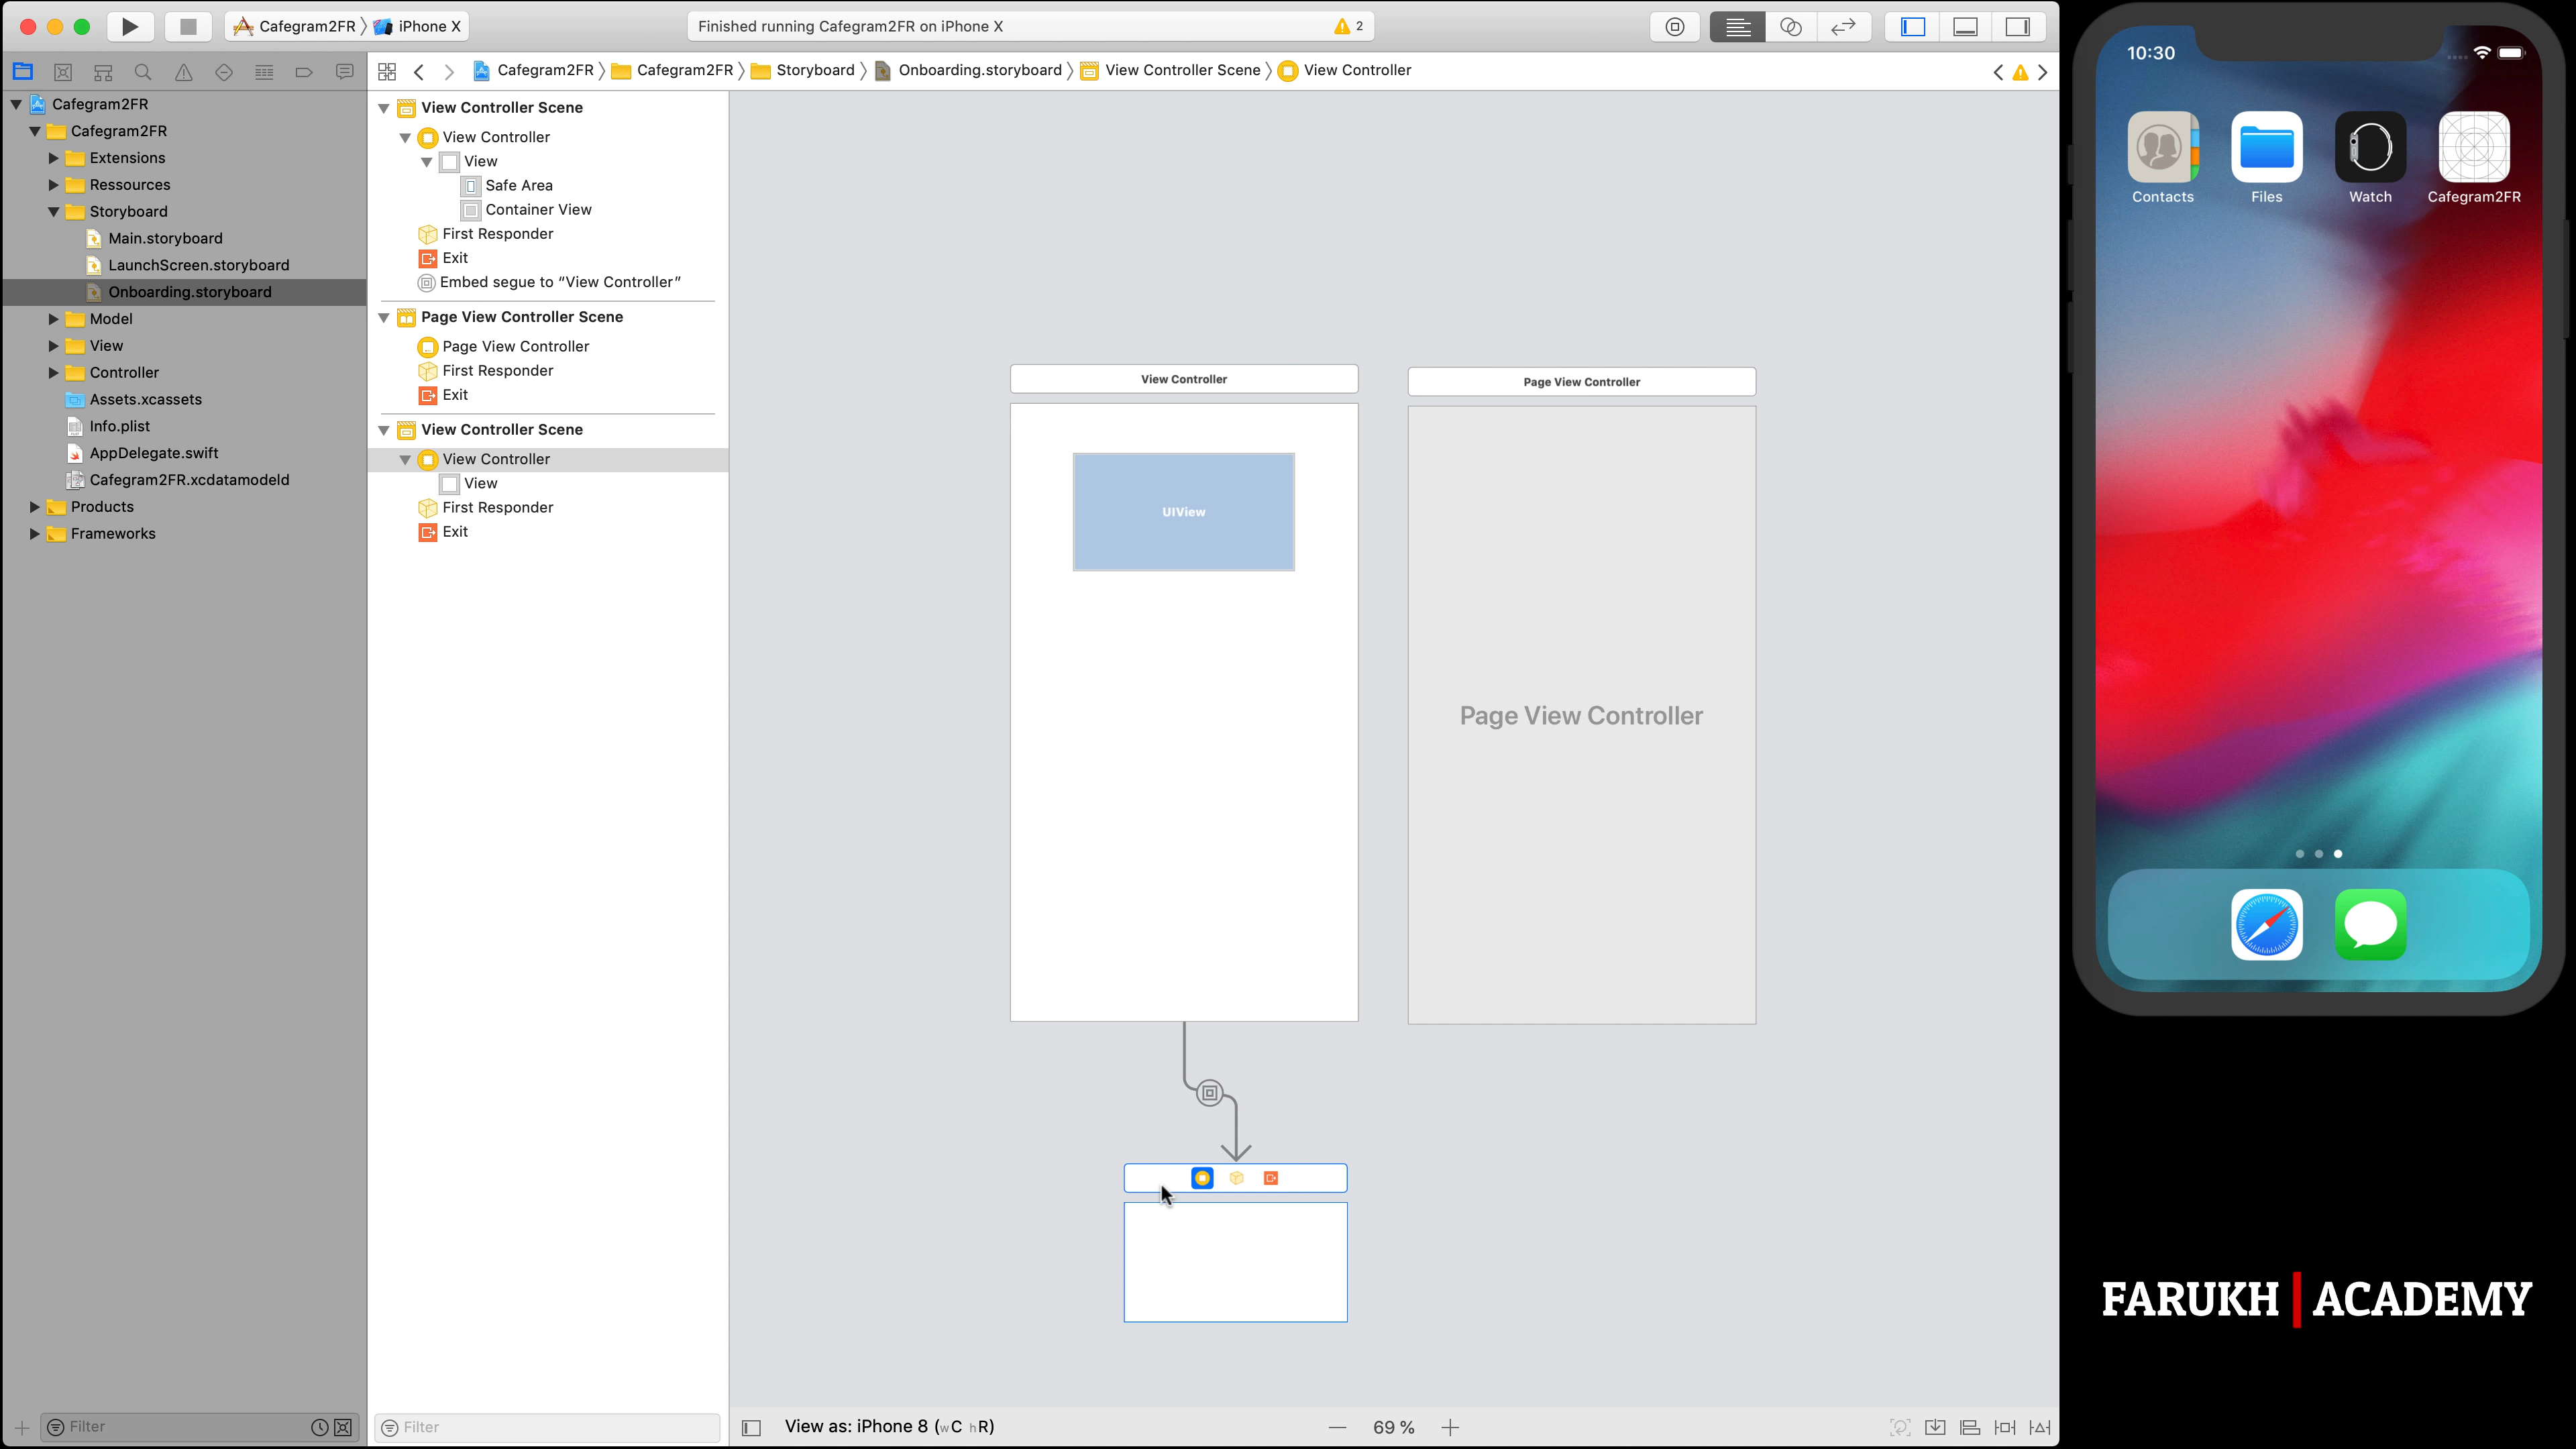 Cafegram2FR
iPhone X
Finished running Cafegram2FR on iPhone X
2
Cafegram2FR
Cafegram2FR
Storyboard
Onboarding.storyboard
View Controller Scene
View Controller
Cafegram2FR
Cafegram2FR
Extensions
Ressources
Storyboard
Main.storyboard
LaunchScreen.storyboard
Onboarding.storyboard
Model
View
Controller
Assets.xcassets
Info.plist
AppDelegate.swift
Cafegram2FR.xcdatamodeld
Products
Frameworks
Filter
View Controller Scene
View Controller
View
Safe Area
Container View
First Responder
Exit
Embed segue to “View Controller”
Page View Controller Scene
Page View Controller
First Responder
Exit
View Controller Scene
View Controller
View
First Responder
Exit
Filter
View Controller
UIView
Page View Controller
Page View Controller
View as: iPhone 8 (wC hR)
69 %
10:30
Contacts
Files
Watch
Cafegram2FR
FARUKH | ACADEMY